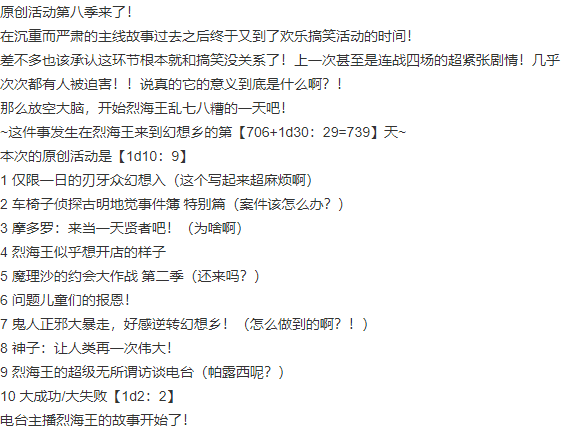 原创活动第八季来了！
在沉重而严肃的主线故事过去之后终于又到了欢乐搞笑活动的时间！
差不多也该承认这环节根本就和搞笑没关系了！上一次甚至是连战四场的超紧张剧情！几乎
次次都有人被迫害！！说真的它的意义到底是什么啊？！
那么放空大脑，开始烈海王乱七八糟的一天吧！
~这件事发生在烈海王来到幻想乡的第【706+1d30：29=739】天~
本次的原创活动是【1d10：9】
1 仅限一日的刃牙众幻想入（这个写起来超麻烦啊）
2 车椅子侦探古明地觉事件簿 特别篇（案件该怎么办？）
3 摩多罗：来当一天贤者吧！（为啥啊）
4 烈海王似乎想开店的样子
5 魔理沙的约会大作战 第二季（还来吗？）
6 问题儿童们的报恩！
7 鬼人正邪大暴走，好感逆转幻想乡！（怎么做到的啊？！）
8 神子：让人类再一次伟大！
9 烈海王的超级无所谓访谈电台（帕露西呢？）
10 大成功/大失败【1d2：2】
电台主播烈海王的故事开始了！